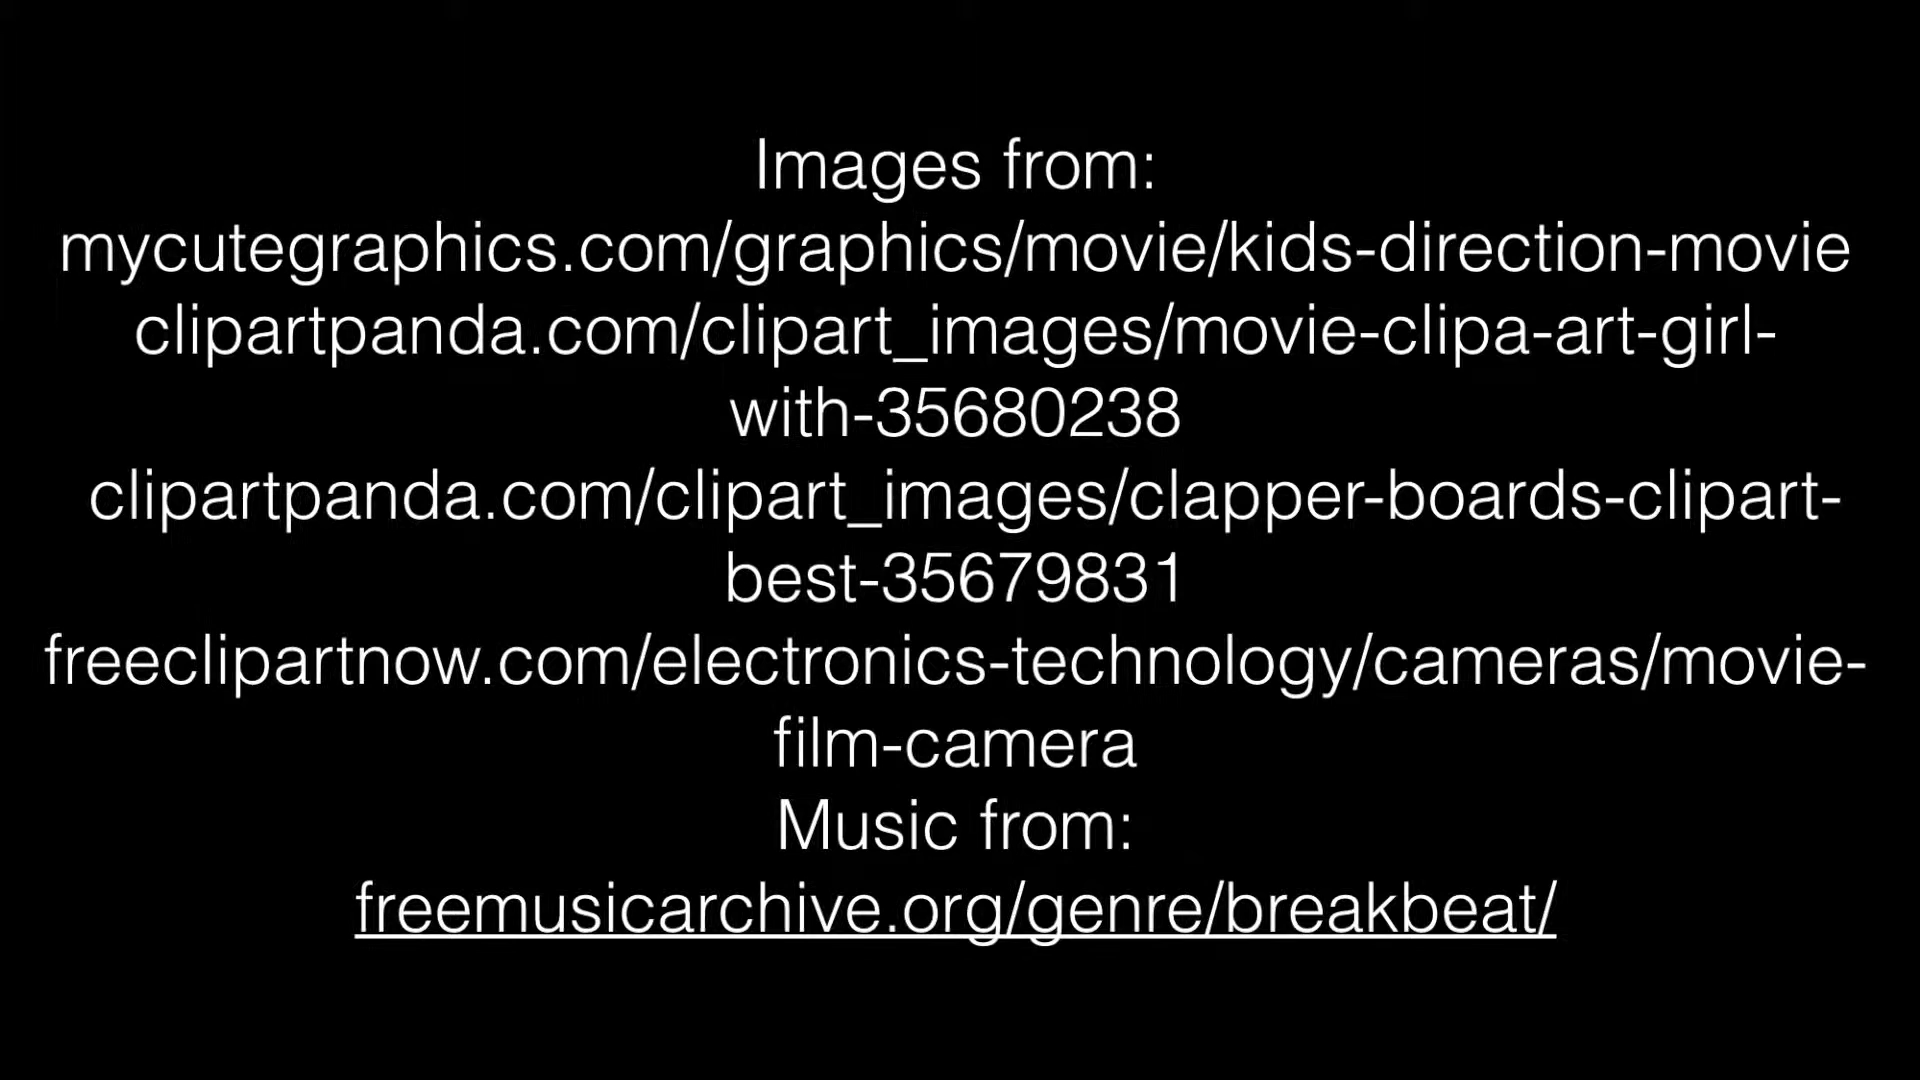 Images from:
mycutegraphics.com/graphics/movie/kids-direction-movie
clipartpanda.com/clipart_images/movie-clipa-art-girl-
with-35680238
clipartpanda.com/clipart_images/clapper-boards-clipart-
best-35679831
freeclipartnow.com/electronics-technology/cameras/movie-
film-camera
Music from:
freemusicarchive.org/genre/breakbeat/